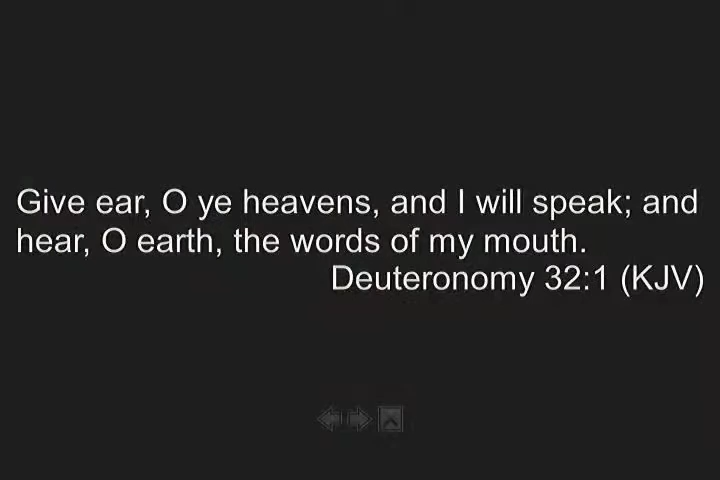 Give ear, O ye heavens, and I will speak; and
hear, O earth, the words of my mouth.
Deuteronomy 32:1 (KJV)